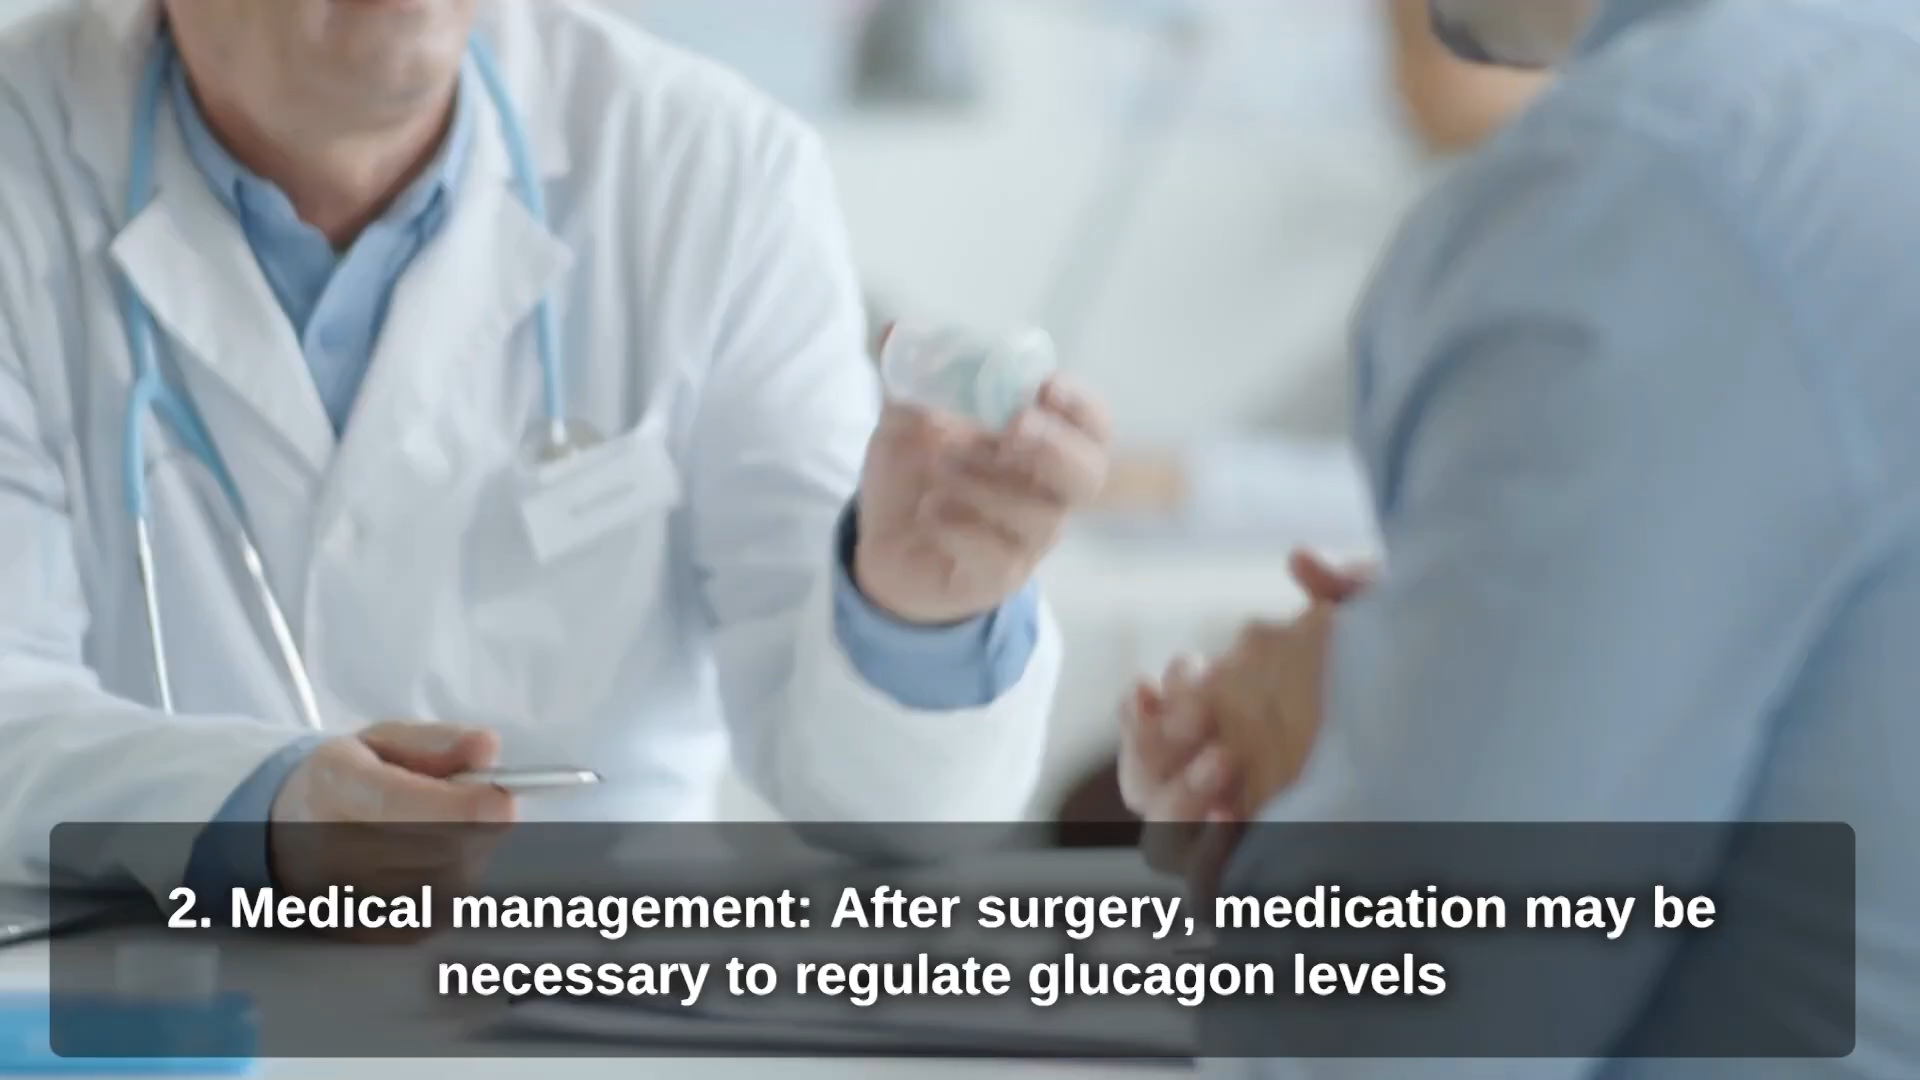 2. Medical management: After surgery, medication may be
necessary to regulate glucagon levels